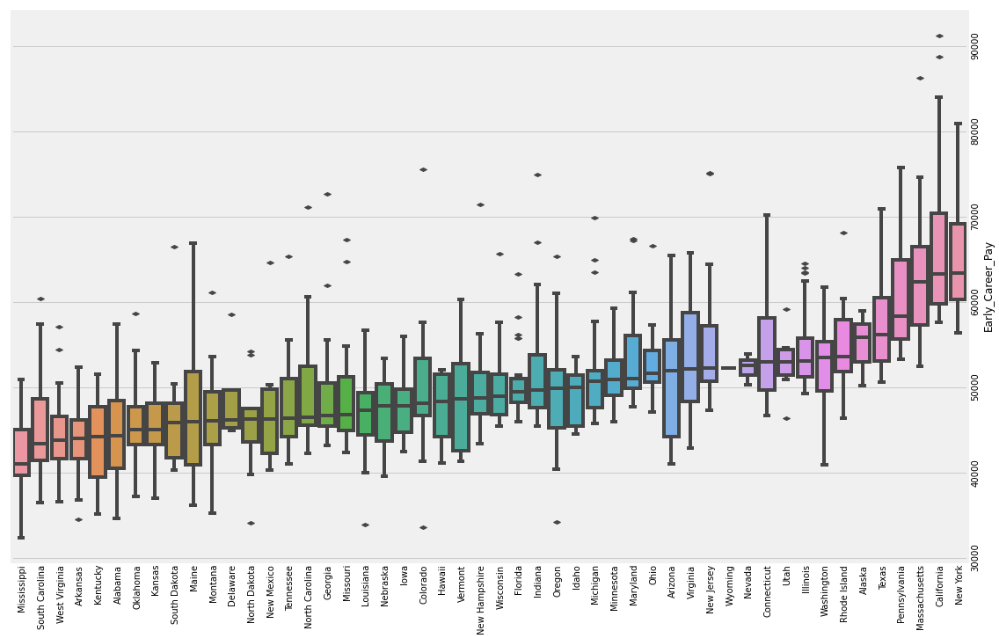 90000
80000
70000
60000
50000
40000
30000
Early_Career_Pay
Mississippi
South Carolina
West Virginia
Arkansas
Kentucky
Alabama
Oklahoma
Kansas
South Dakota
Maine
Montana
Delaware
North Dakota
New Mexico
Tennessee
North Carolina
Georgia
Missouri
Louisiana
Nebraska
Iowa
Colorado
Hawaii
Vermont
New Hampshire
Wisconsin
Florida
Indiana
Oregon
Idaho
Michigan
Minnesota
Maryland
Ohio
Arizona
Virginia
New Jersey
Wyoming
Nevada
Connecticut
Utah
Illinois
Washington
Rhode Island
Alaska
Texas
Pennsylvania
Massachusetts
California
New York